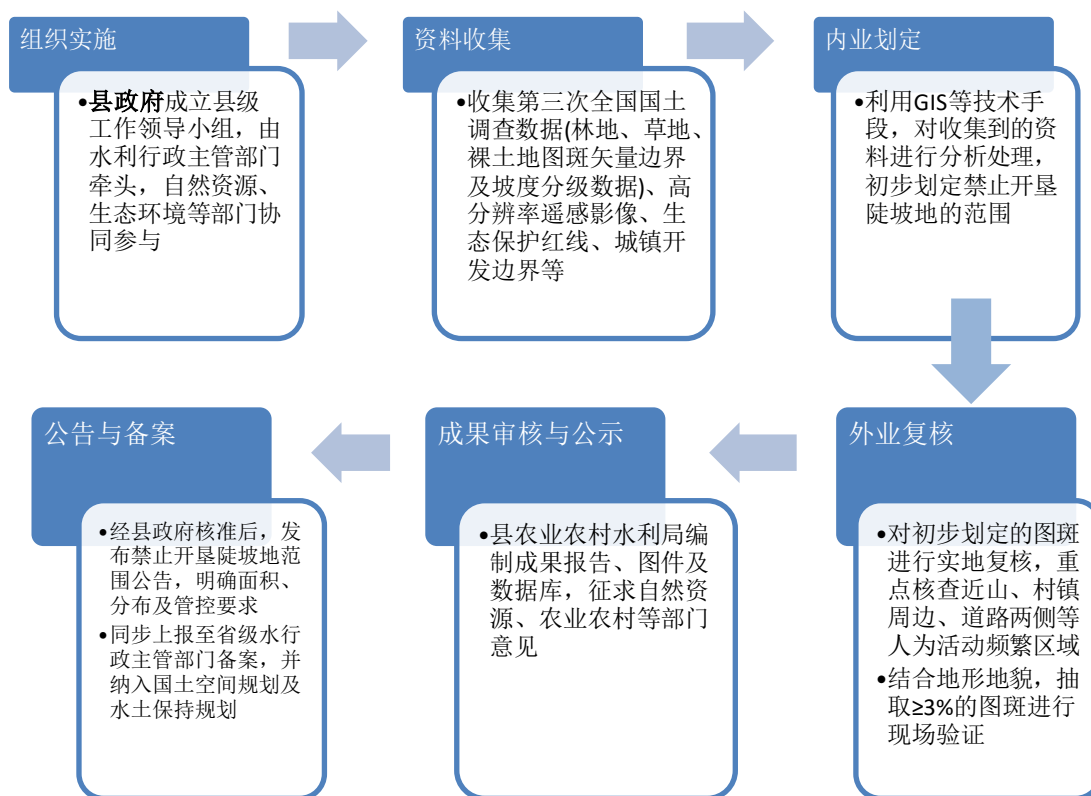 组织实施
•县政府成立县级
工作领导小组，由
水利行政主管部门
牵头，自然资源、
生态环境等部门协
同参与
资料收集
•收集第三次全国国土
调查数据(林地、草地、
裸土地图斑矢量边界
及坡度分级数据)、高
分辨率遥感影像、生
态保护红线、城镇开
发边界等
内业划定
•利用GIS等技术手
段，对收集到的资
料进行分析处理，
初步划定禁止开垦
陡坡地的范围
外业复核
•对初步划定的图斑
进行实地复核，重
点核查近山、村镇
周边、道路两侧等
人为活动频繁区域
•结合地形地貌，抽
取≥3%的图斑进行
现场验证
成果审核与公示
•县农业农村水利局编
制成果报告、图件及
数据库，征求自然资
源、农业农村等部门
意见
公告与备案
•经县政府核准后，发
布禁止开垦陡坡地范
围公告，明确面积、
分布及管控要求
•同步上报至省级水行
政主管部门备案，并
纳入国土空间规划及
水土保持规划